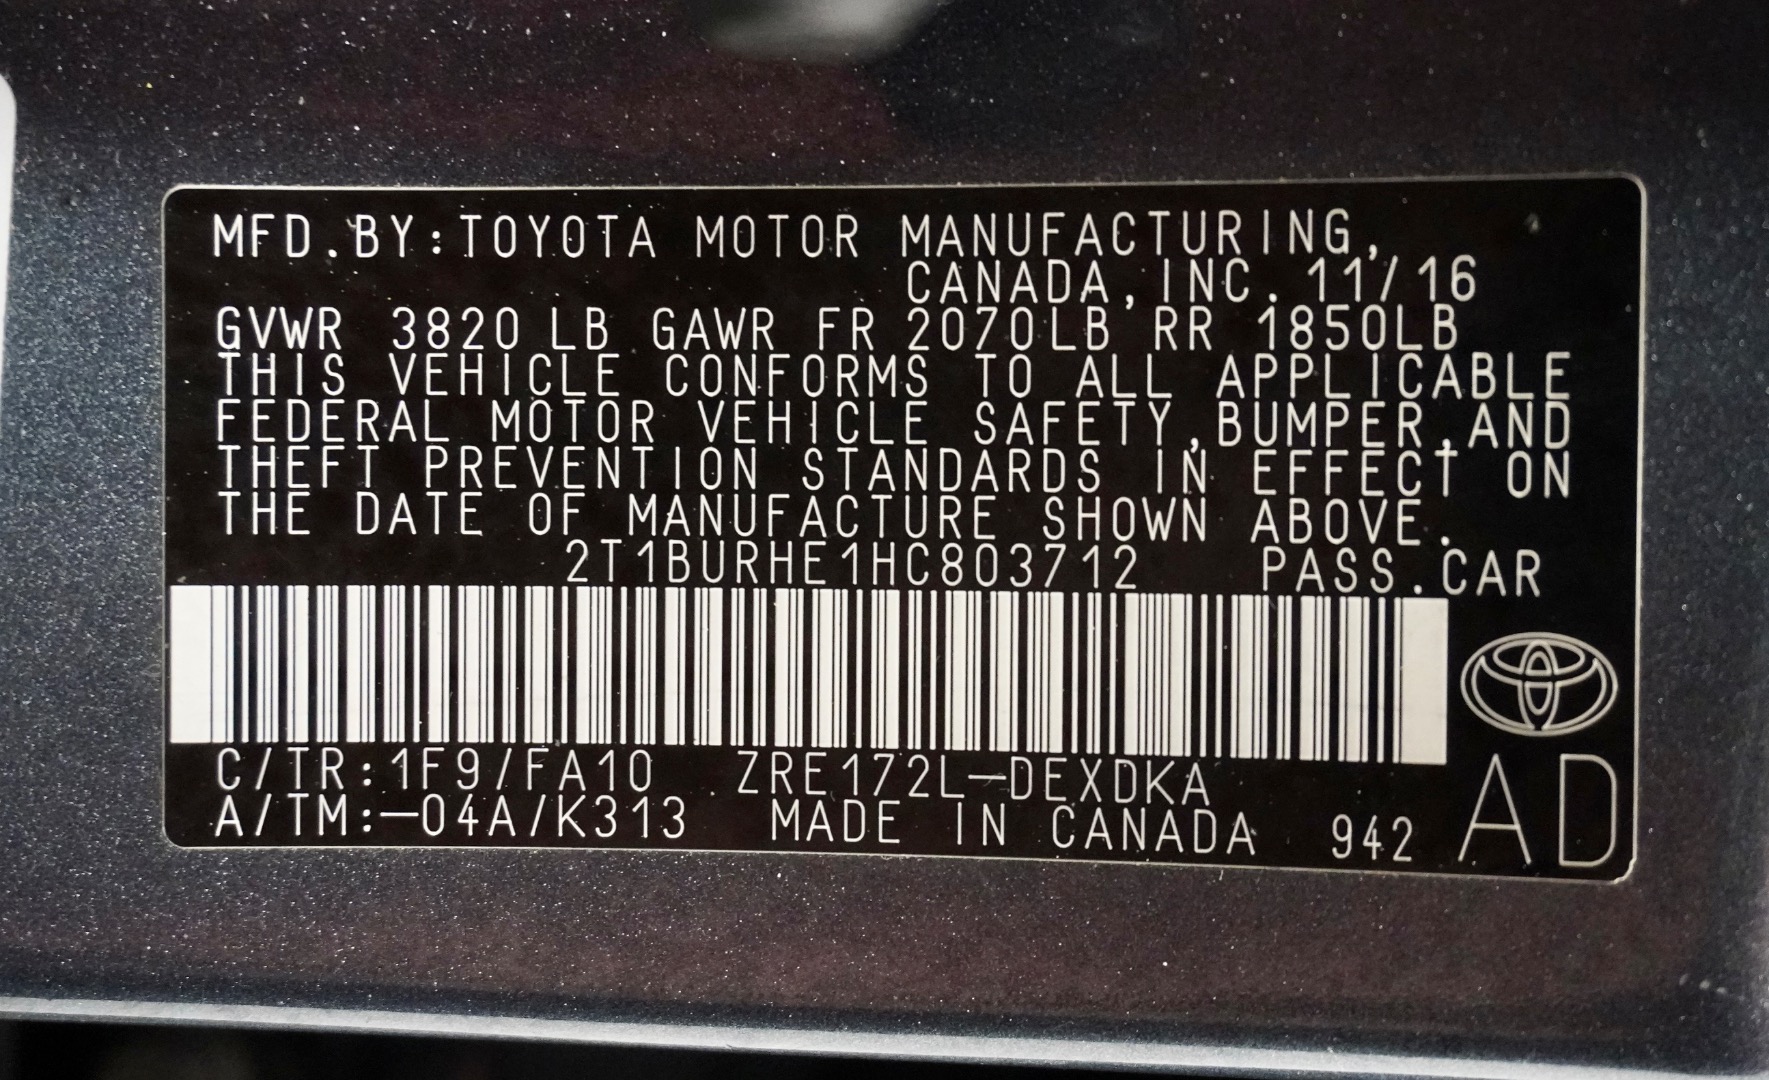 MFD.BY:TOYOTA MOTOR MANUFACTURING,
CANADA, INC. 11/16
GVWR 3820 LB GAWR FR 2070LB RR 1850LB
THIS VEHICLE CONFORMS TO ALL APPLICABLE
FEDERAL MOTOR VEHICLE SAFETY,BUMPER,AND
THEFT PREVENTION STANDARDS IN EFFECT ON
THE DATE OF MANUFACTURE SHOWN ABOVE.
2T1BURHE1HC803712 PASS.CAR
C/TR:1F9/FA10 ZRE172L—DEXDKA
A/TM:—04A/K313 MADE IN CANADA 942 AD